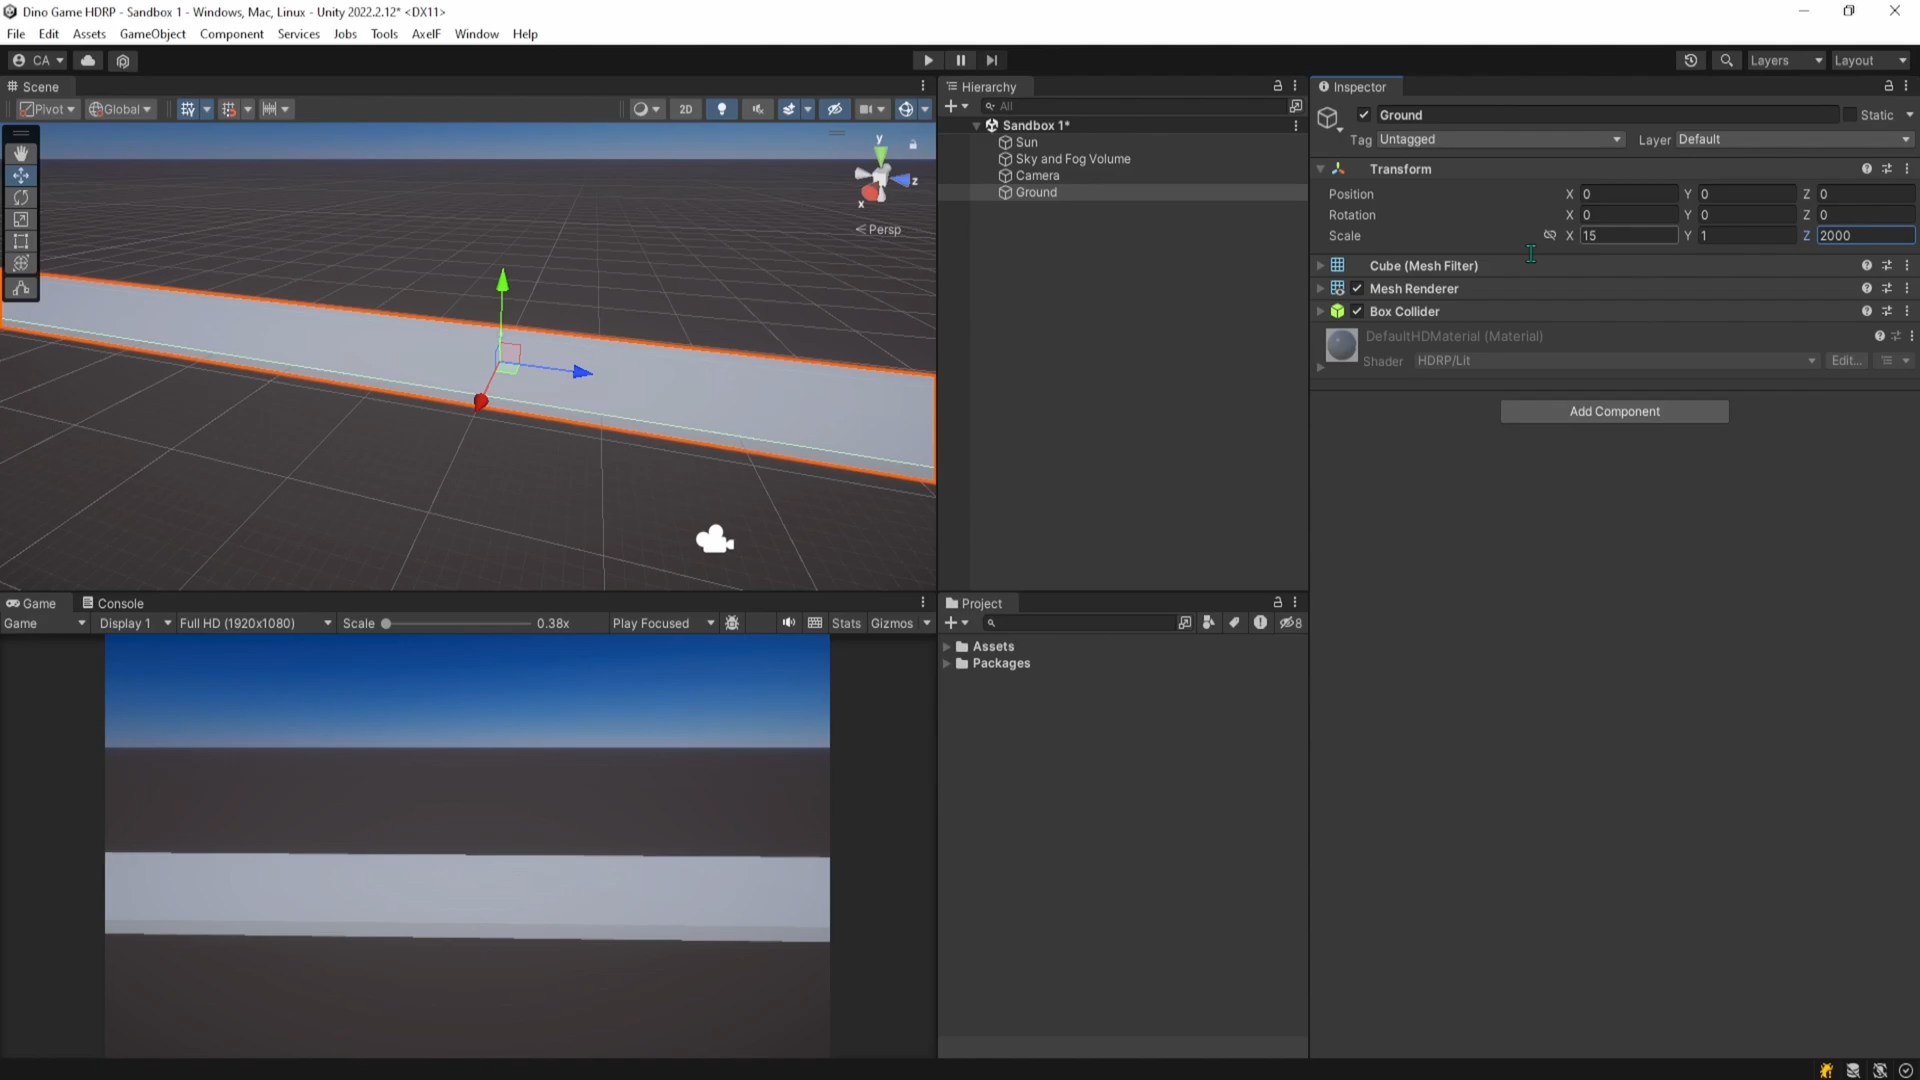 Dino Game HDRP - Sandbox 1 - Windows, Mac, Linux - Unity 2022.2.12* <DX11>
File Edit Assets GameObject Component Services Jobs Tools AxelF Window Help
CA Layers Layout
Scene
Pivot Global 2D
y
z
x
Persp
Hierarchy
All
Sandbox 1*
Sun
Sky and Fog Volume
Camera
Ground
Inspector
Ground Static
Tag Untagged Layer Default
Transform
Position X 0 Y 0 Z 0
Rotation X 0 Y 0 Z 0
Scale X 15 Y 1 Z 2000
Cube (Mesh Filter)
Mesh Renderer
Box Collider
DefaultHDMaterial (Material)
Shader HDRP/Lit Edit...
Add Component
Game Console
Game Display 1 Full HD (1920x1080) Scale 0.38x Play Focused Stats Gizmos
Project
8
Assets
Packages